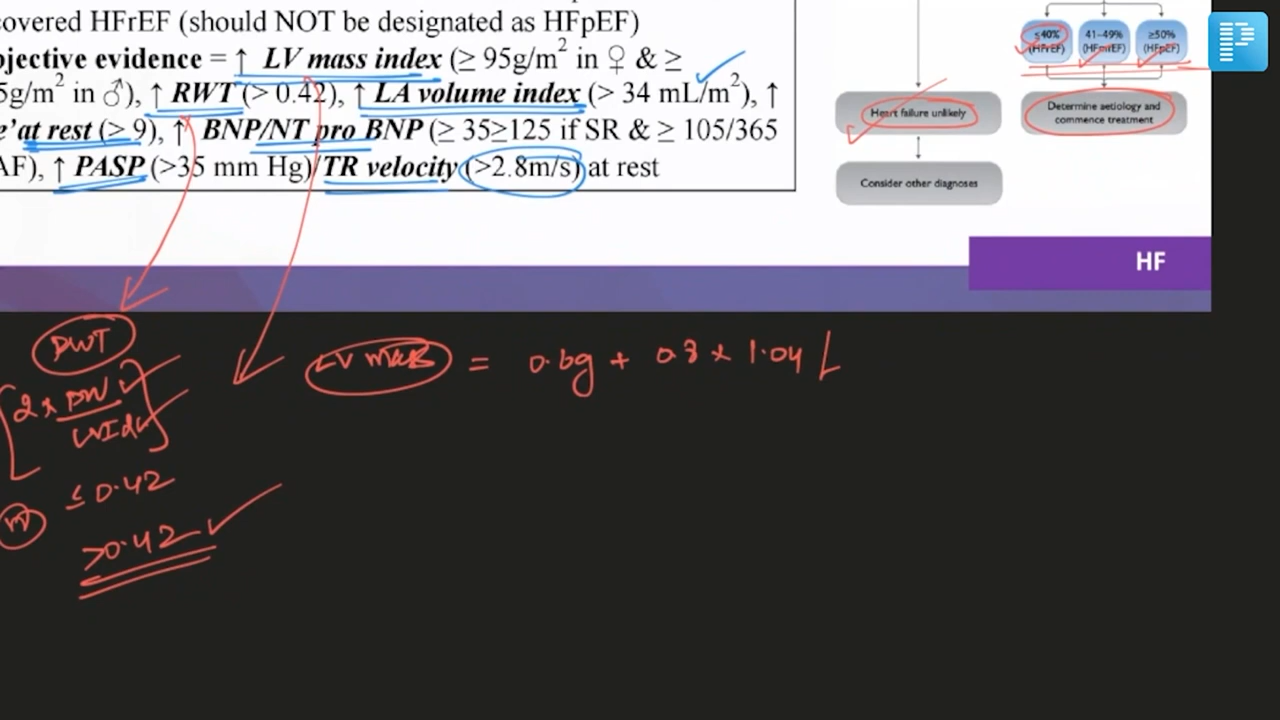 covered HFrEF (should NOT be designated as HFpEF)
jective evidence = ↑ LV mass index (≥ 95g/m² in ♀ & ≥
5g/m² in ♂), ↑ RWT (> 0.42), ↑ LA volume index (> 34 mL/m²), ↑
e'at rest (> 9), ↑ BNP/NT pro BNP (≥ 35≥125 if SR & ≥ 105/365
AF), ↑ PASP (>35 mm Hg)/TR velocity (>2.8m/s) at rest
≤40%
(HFrEF)
41–49%
(HFmrEF)
≥50%
(HFpEF)
Heart failure unlikely
Determine aetiology and
commence treatment
Consider other diagnoses
HF
RWT
2 x PW
LVIDd
≤ 0.42
>0.42
LV mass = 0.6g + 0.8 x 1.04 [